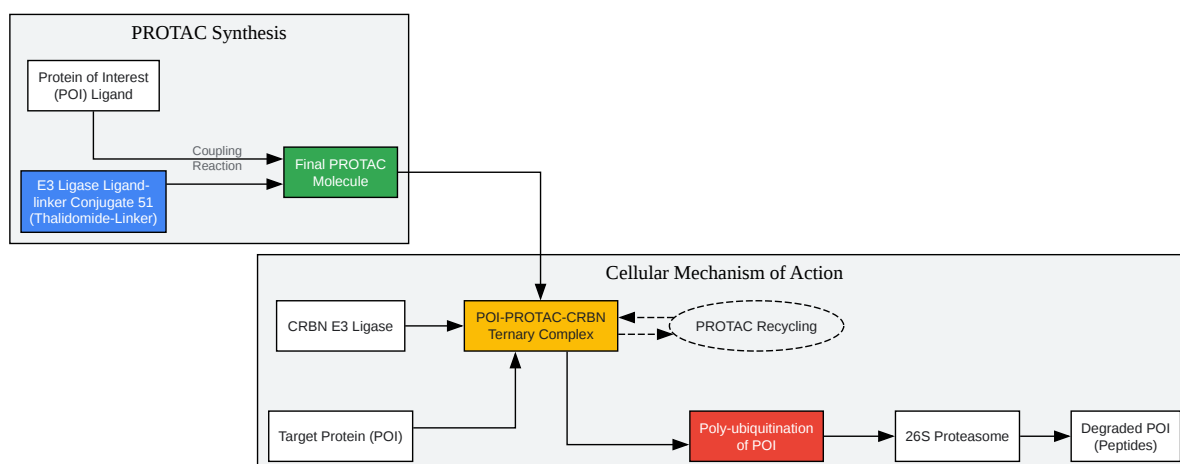 PROTAC Synthesis
Protein of Interest
(POI) Ligand
Coupling
Reaction
E3 Ligase Ligand-
linker Conjugate 51
(Thalidomide-Linker)
Final PROTAC
Molecule
Cellular Mechanism of Action
CRBN E3 Ligase
POI-PROTAC-CRBN
Ternary Complex
PROTAC Recycling
Target Protein (POI)
Poly-ubiquitination
of POI
26S Proteasome
Degraded POI
(Peptides)